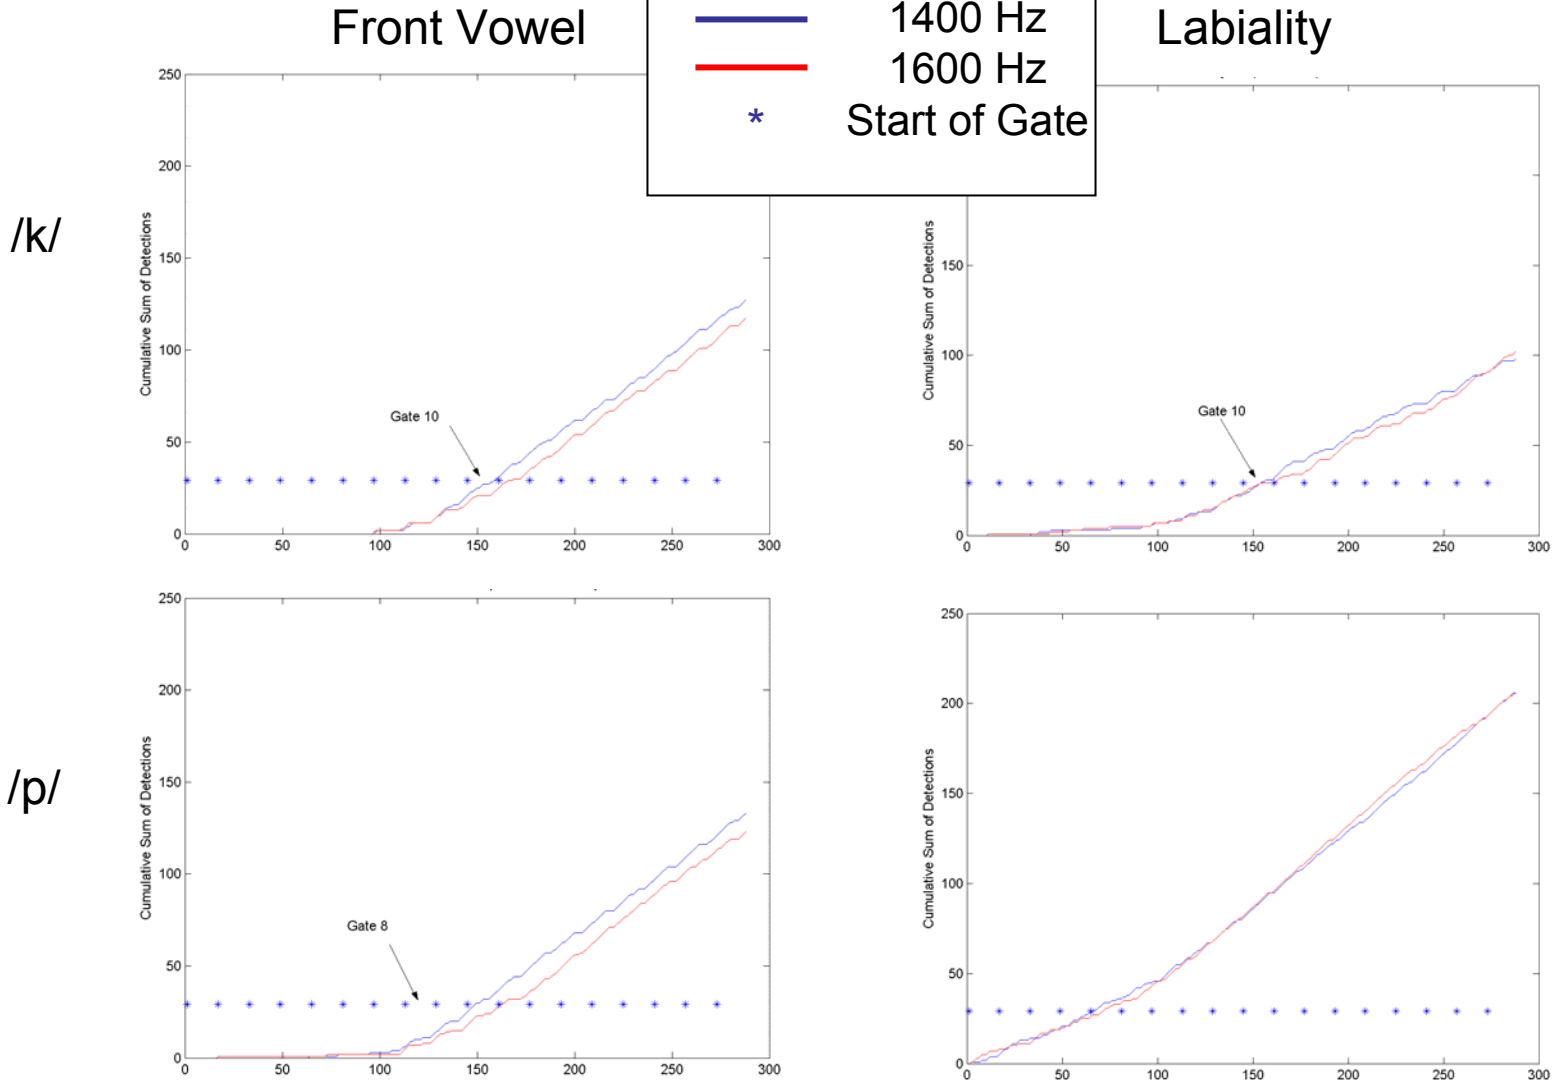 Front Vowel
1400 Hz
Labiality
1600 Hz
* Start of Gate
/k/
Cumulative Sum of Detections
250
200
150
100
50
0
Gate 10
0 50 100 150 200 250 300
Cumulative Sum of Detections
150
100
50
0
Gate 10
0 50 100 150 200 250 300
/p/
Cumulative Sum of Detections
250
200
150
100
50
0
Gate 8
0 50 100 150 200 250 300
Cumulative Sum of Detections
250
200
150
100
50
0
0 50 100 150 200 250 300